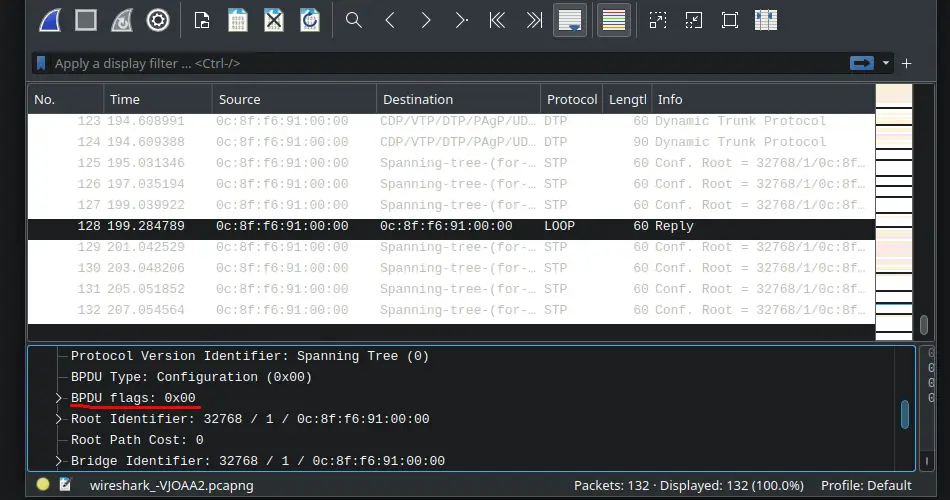 Apply a display filter ... <Ctrl-/>
No. Time Source Destination Protocol Lengtl Info
123 194.608991 0c:8f:f6:91:00:00 CDP/VTP/DTP/PAgP/UD… DTP 60 Dynamic Trunk Protocol
124 194.609388 0c:8f:f6:91:00:00 CDP/VTP/DTP/PAgP/UD… DTP 90 Dynamic Trunk Protocol
125 195.031346 0c:8f:f6:91:00:00 Spanning-tree-(for-… STP 60 Conf. Root = 32768/1/0c:8f…
126 197.035194 0c:8f:f6:91:00:00 Spanning-tree-(for-… STP 60 Conf. Root = 32768/1/0c:8f…
127 199.039922 0c:8f:f6:91:00:00 Spanning-tree-(for-… STP 60 Conf. Root = 32768/1/0c:8f…
128 199.284789 0c:8f:f6:91:00:00 0c:8f:f6:91:00:00 LOOP 60 Reply
129 201.042529 0c:8f:f6:91:00:00 Spanning-tree-(for-… STP 60 Conf. Root = 32768/1/0c:8f…
130 203.048206 0c:8f:f6:91:00:00 Spanning-tree-(for-… STP 60 Conf. Root = 32768/1/0c:8f…
131 205.051852 0c:8f:f6:91:00:00 Spanning-tree-(for-… STP 60 Conf. Root = 32768/1/0c:8f…
132 207.054564 0c:8f:f6:91:00:00 Spanning-tree-(for-… STP 60 Conf. Root = 32768/1/0c:8f…
Protocol Version Identifier: Spanning Tree (0)
BPDU Type: Configuration (0x00)
BPDU flags: 0x00
Root Identifier: 32768 / 1 / 0c:8f:f6:91:00:00
Root Path Cost: 0
Bridge Identifier: 32768 / 1 / 0c:8f:f6:91:00:00
wireshark_-VJOAA2.pcapng Packets: 132 · Displayed: 132 (100.0%) Profile: Default